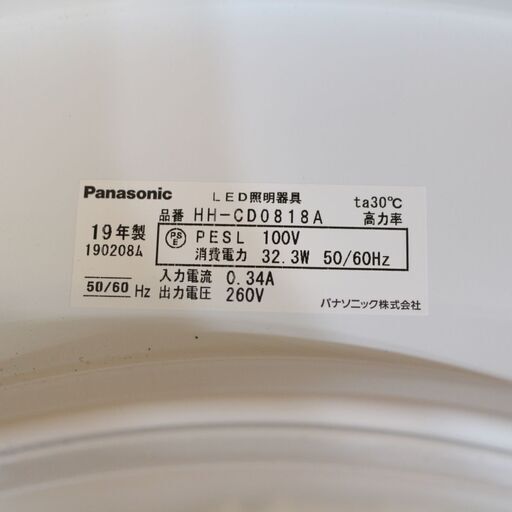 Panasonic LED照明器具 ta30℃
品番 HH-CD0818A 高力率
19年製 PSE PESL 100V
190208A 消費電力 32.3W 50/60Hz
入力電流 0.34A
50/60 Hz 出力電圧 260V
パナソニック株式会社